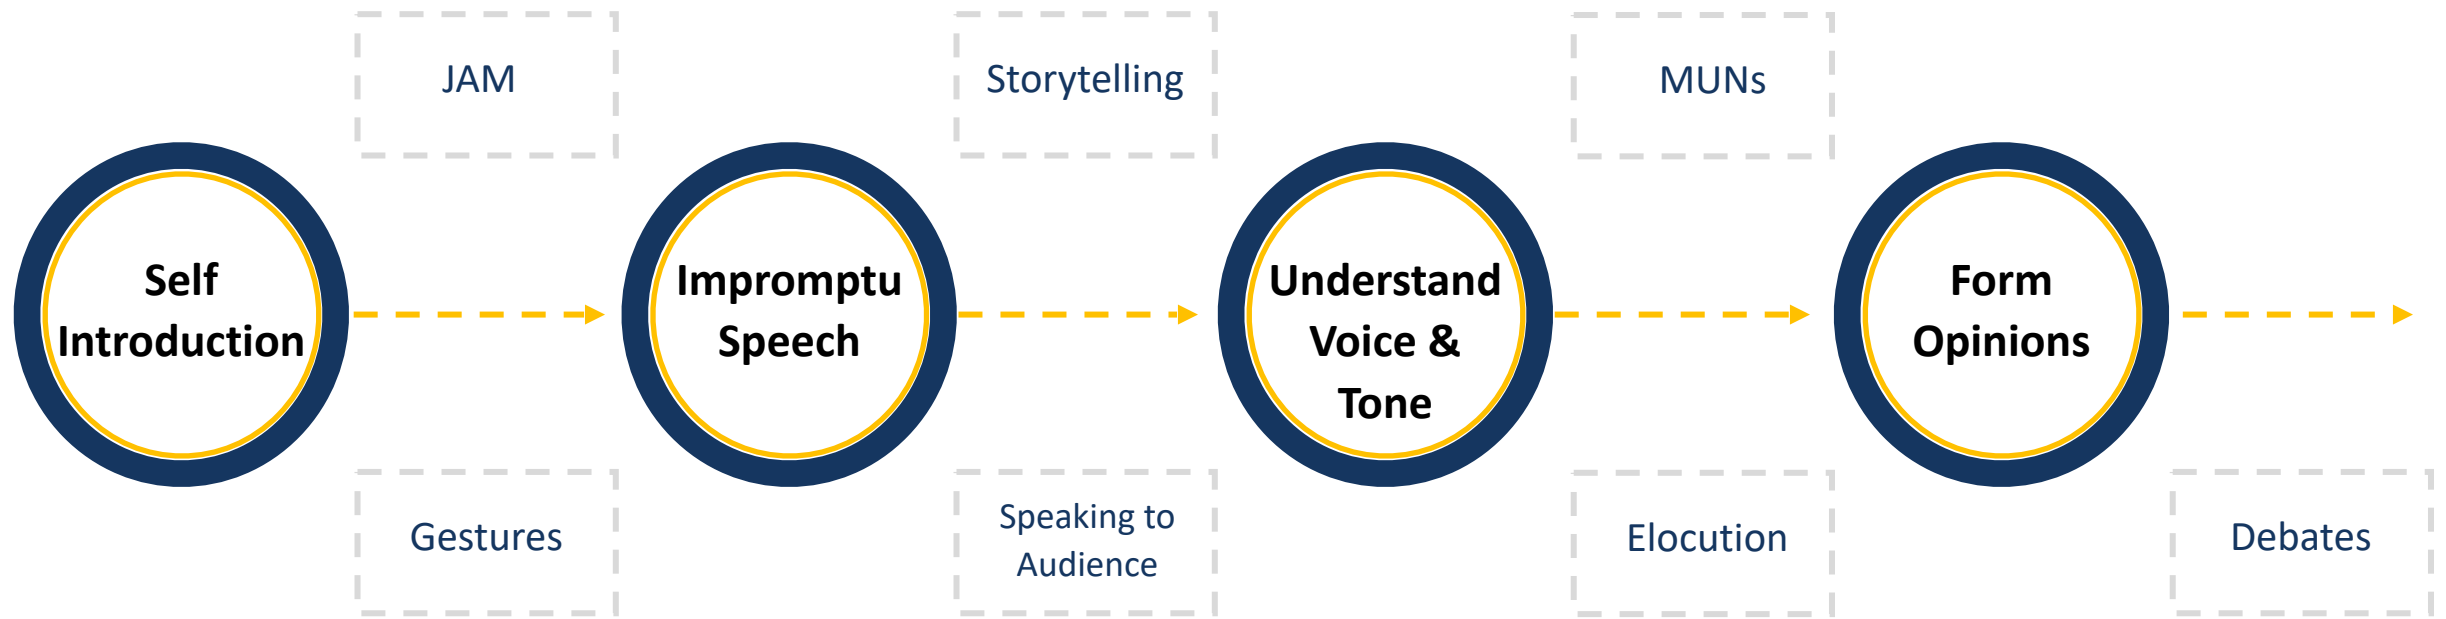 JAM
Storytelling
MUNs
Self
Introduction
Impromptu
Speech
Understand
Voice &
Tone
Form
Opinions
Gestures
Speaking to
Audience
Elocution
Debates